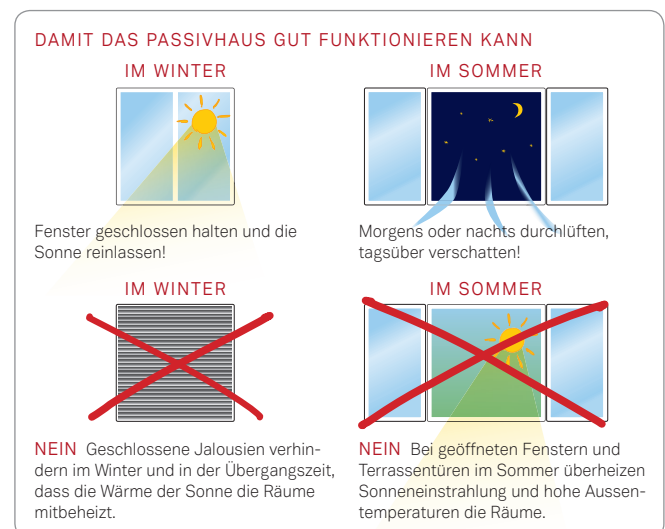 DAMIT DAS PASSIVHAUS GUT FUNKTIONIEREN KANN
IM WINTER
Fenster geschlossen halten und die
Sonne reinlassen!
IM SOMMER
Morgens oder nachts durchlüften,
tagsüber verschatten!
IM WINTER
NEIN Geschlossene Jalousien verhin-
dern im Winter und in der Übergangszeit,
dass die Wärme der Sonne die Räume
mitbeheizt.
IM SOMMER
NEIN Bei geöffneten Fenstern und
Terrassentüren im Sommer überheizen
Sonneneinstrahlung und hohe Aussen-
temperaturen die Räume.